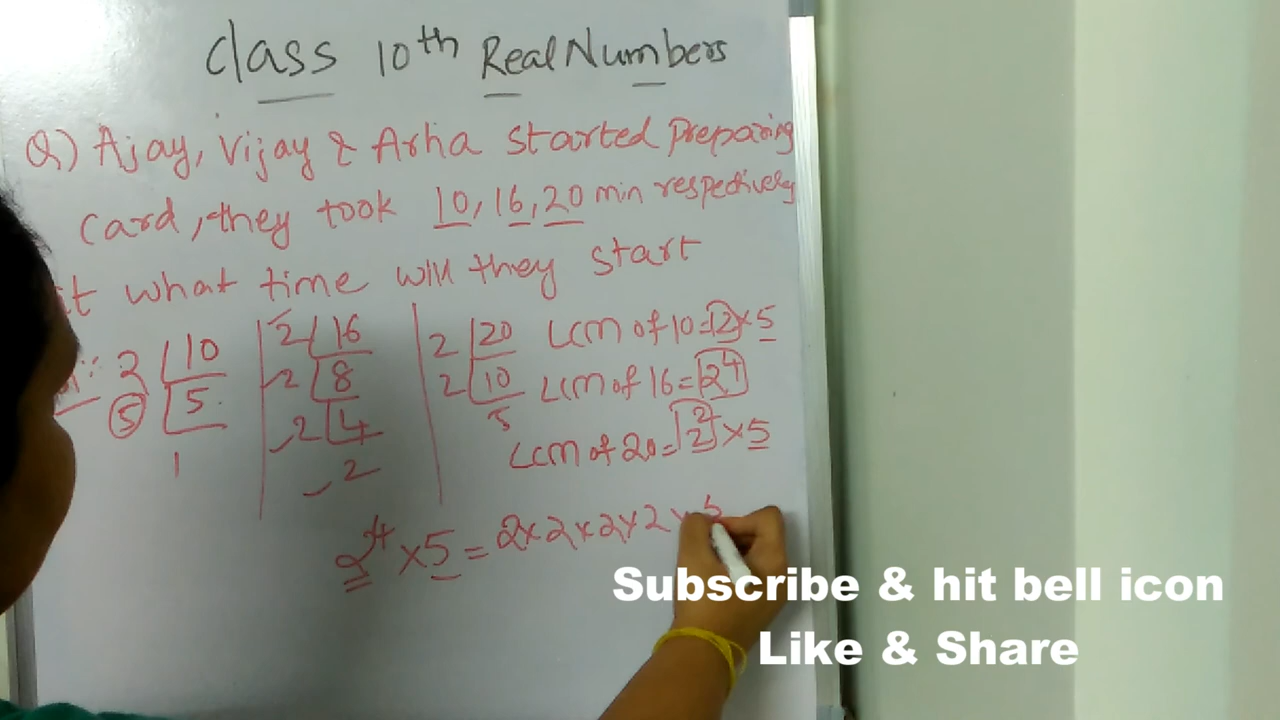 Class 10th Real Numbers
Q) Ajay, Vijay & Arha started preparing
card, they took 10, 16, 20 min respectively
what time will they start
2 10 2 16 2 20 LCM of 10 = 2 × 5
5 5 2 8 2 10 LCM of 16 = 2⁴
1 2 4 5 LCM of 20 = 2² × 5
2
2⁴ × 5 = 2 × 2 × 2 × 2 × 5
Subscribe & hit bell icon
Like & Share